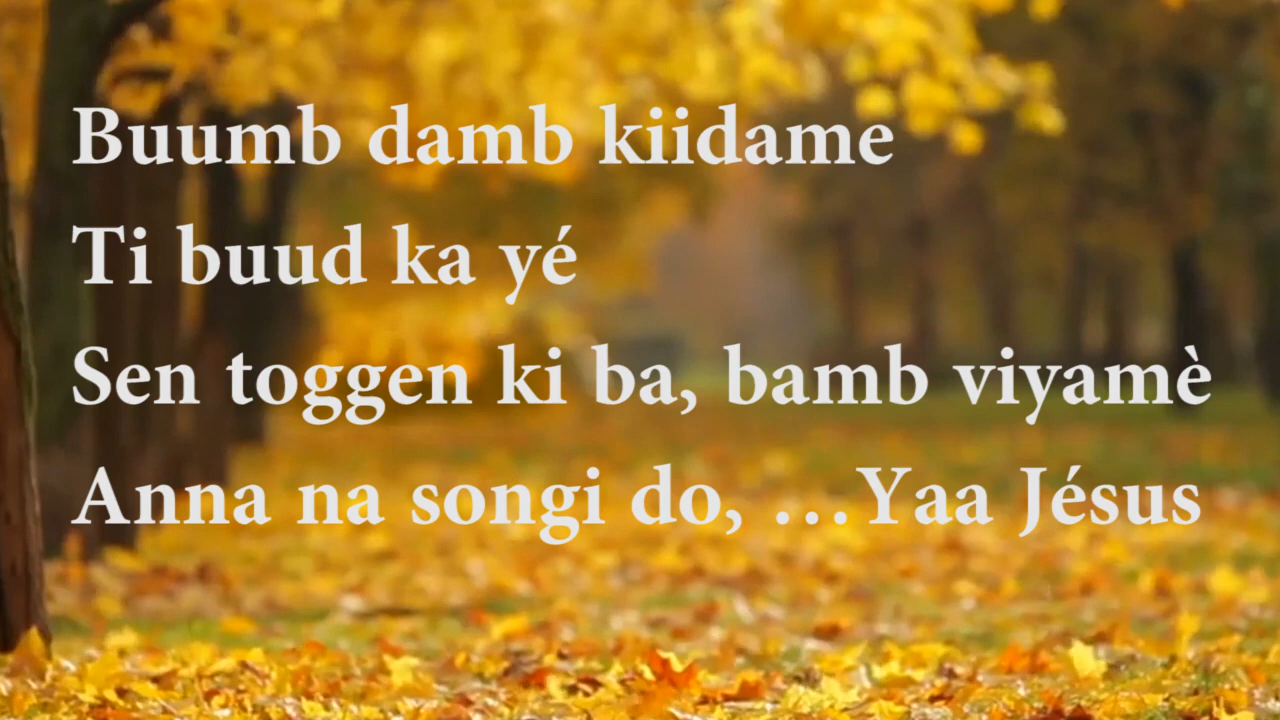 Buumb damb kiidame
Ti buud ka yé
Sen toggen ki ba, bamb viyamè
Anna na songi do, …Yaa Jésus